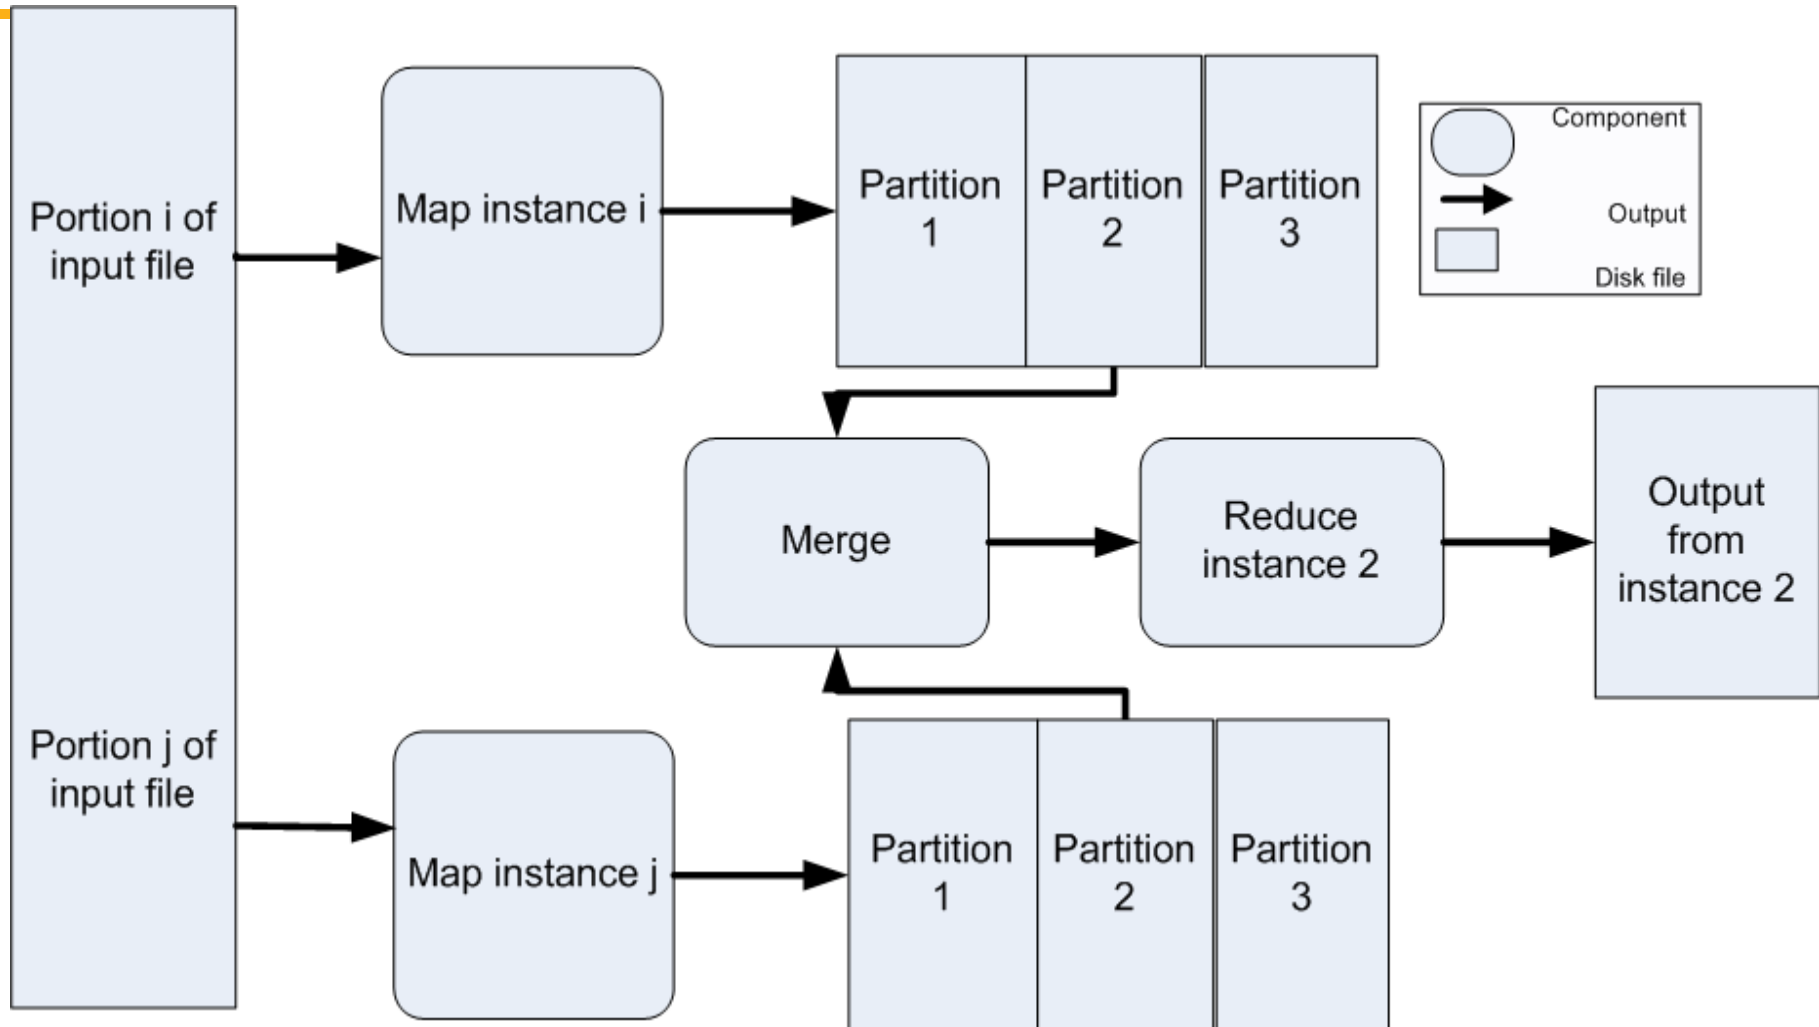 Portion i of
input file
Map instance i
Partition
1
Partition
2
Partition
3
Component
Output
Disk file
Merge
Reduce
instance 2
Output
from
instance 2
Portion j of
input file
Map instance j
Partition
1
Partition
2
Partition
3